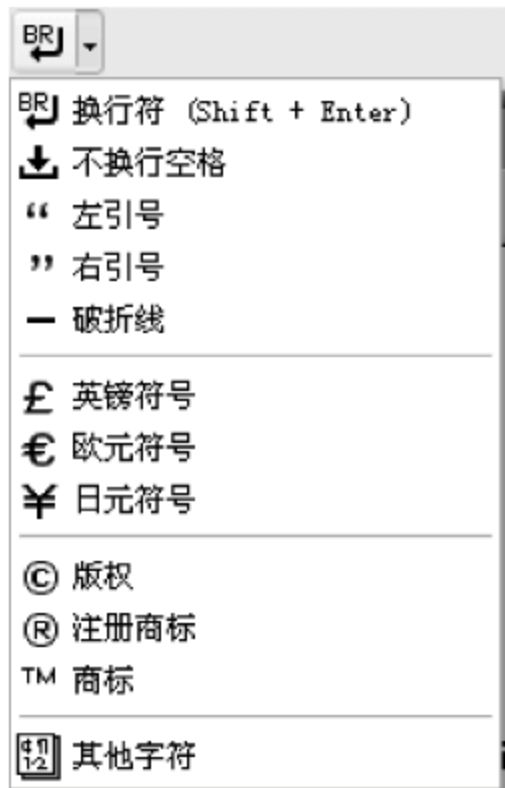 BR
BR 换行符 (Shift + Enter)
不换行空格
“ 左引号
” 右引号
— 破折线
£ 英镑符号
€ 欧元符号
¥ 日元符号
© 版权
® 注册商标
TM 商标
其他字符